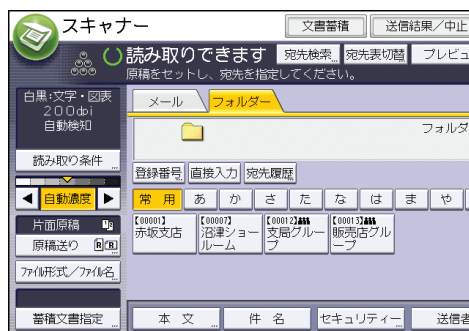 スキャナー
文書蓄積 送信結果／中止
読み取りできます 宛先検索 宛先表切替 プレビュ
原稿をセットし、宛先を指定してください。
白黒:文字・図表
200dpi
自動検知
メール フォルダー
フォルダ
読み取り条件
登録番号 直接入力 宛先履歴
自動濃度
常用 あ か さ た な は ま や
片面原稿
原稿送り
[00001] [00007] [00012] [00013]
赤坂支店 沼津ショールーム 支局グループ 販売店グループ
ファイル形式／ファイル名
蓄積文書指定
本文 件名 セキュリティー 送信者